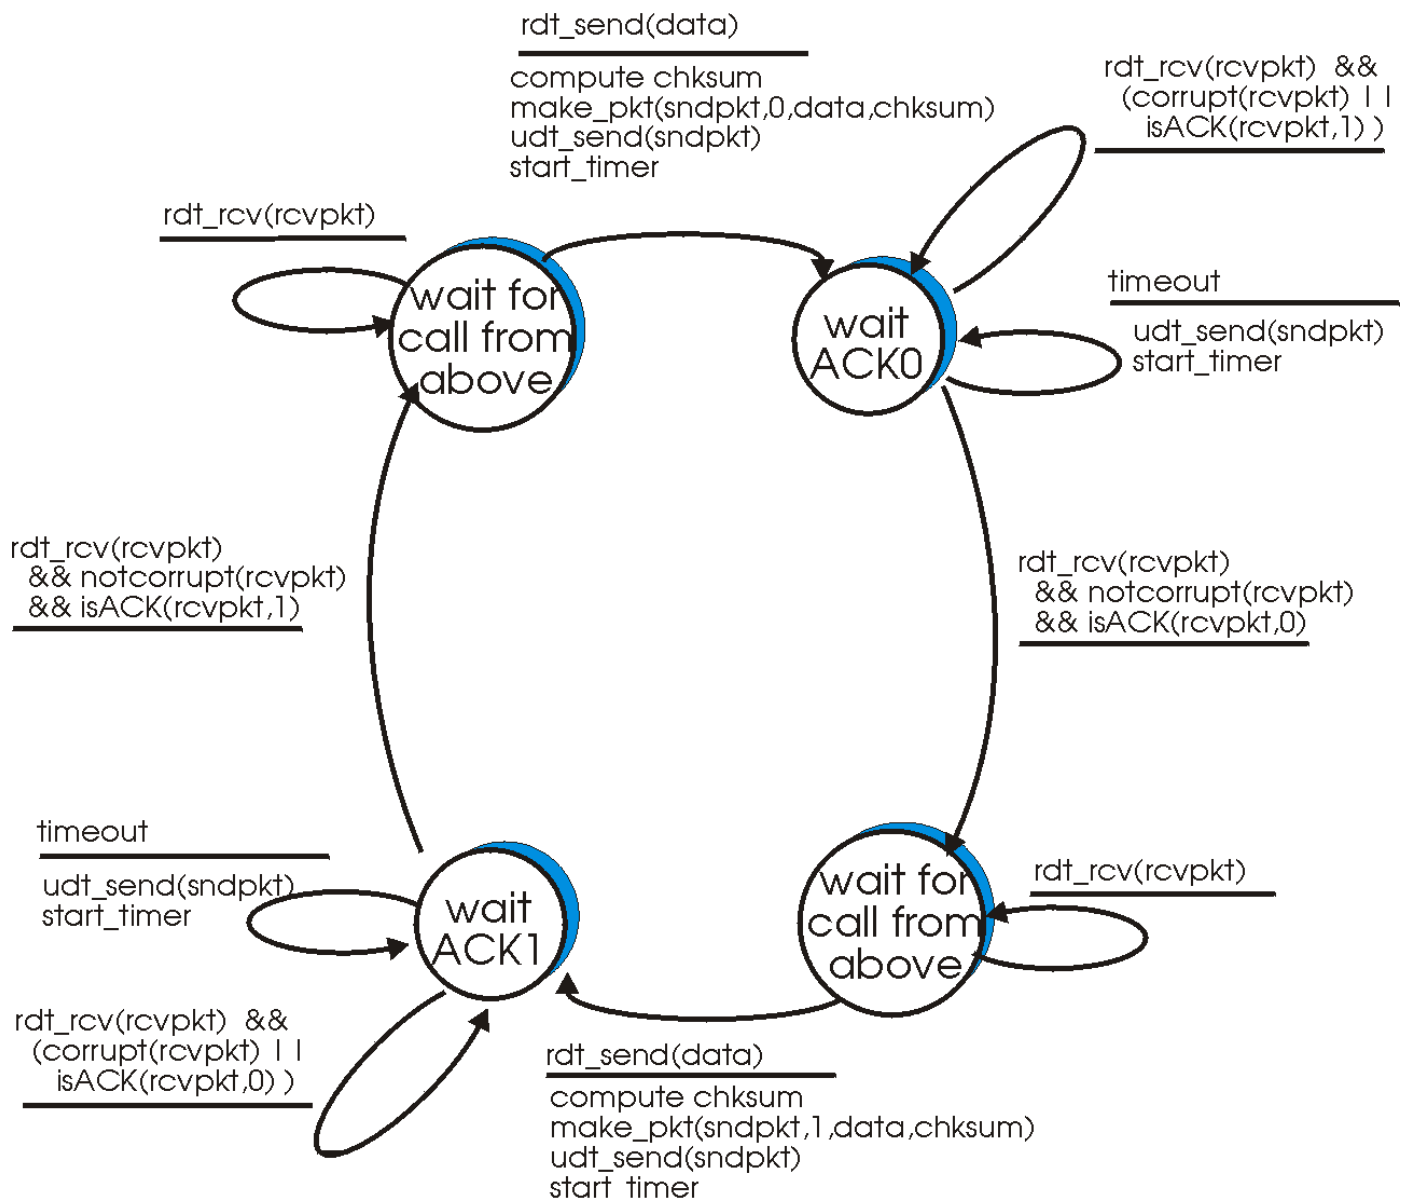 rdt_send(data)
compute chksum
make_pkt(sndpkt,0,data,chksum)
udt_send(sndpkt)
start_timer
rdt_rcv(rcvpkt) &&
(corrupt(rcvpkt) ||
isACK(rcvpkt,1) )
rdt_rcv(rcvpkt)
wait for
call from
above
wait
ACK0
timeout
udt_send(sndpkt)
start_timer
rdt_rcv(rcvpkt)
&& notcorrupt(rcvpkt)
&& isACK(rcvpkt,1)
rdt_rcv(rcvpkt)
&& notcorrupt(rcvpkt)
&& isACK(rcvpkt,0)
timeout
udt_send(sndpkt)
start_timer
wait
ACK1
wait for
call from
above
rdt_rcv(rcvpkt)
rdt_rcv(rcvpkt) &&
(corrupt(rcvpkt) ||
isACK(rcvpkt,0) )
rdt_send(data)
compute chksum
make_pkt(sndpkt,1,data,chksum)
udt_send(sndpkt)
start_timer